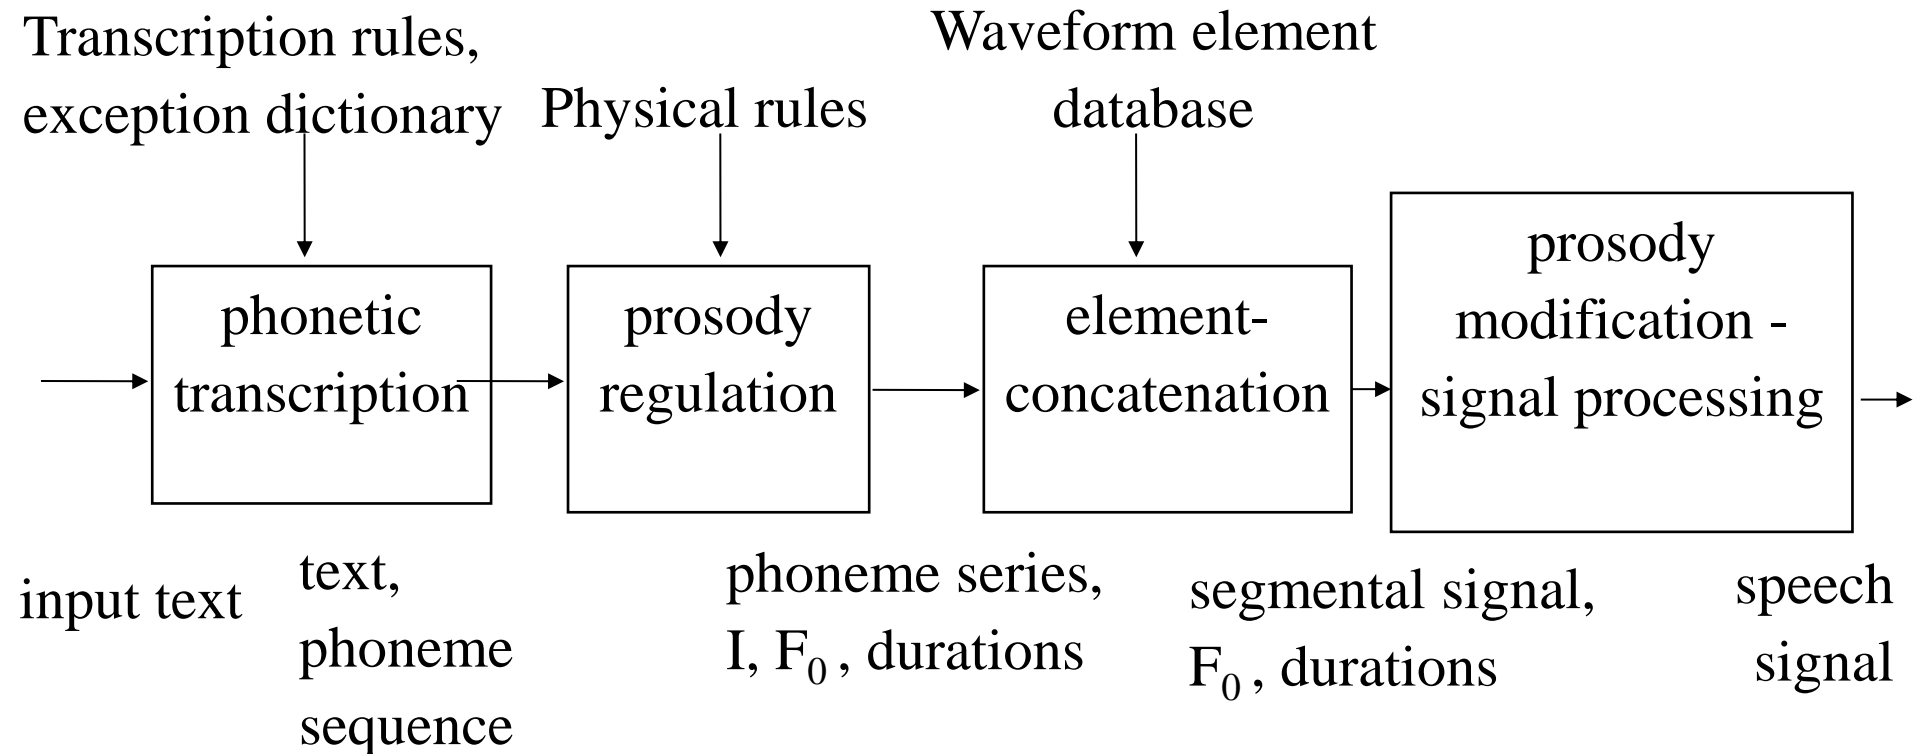 Transcription rules,
exception dictionary
Physical rules
Waveform element
database
phonetic
transcription
prosody
regulation
element-
concatenation
prosody
modification -
signal processing
input text
text,
phoneme
sequence
phoneme series,
I, F₀ , durations
segmental signal,
F₀ , durations
speech
signal